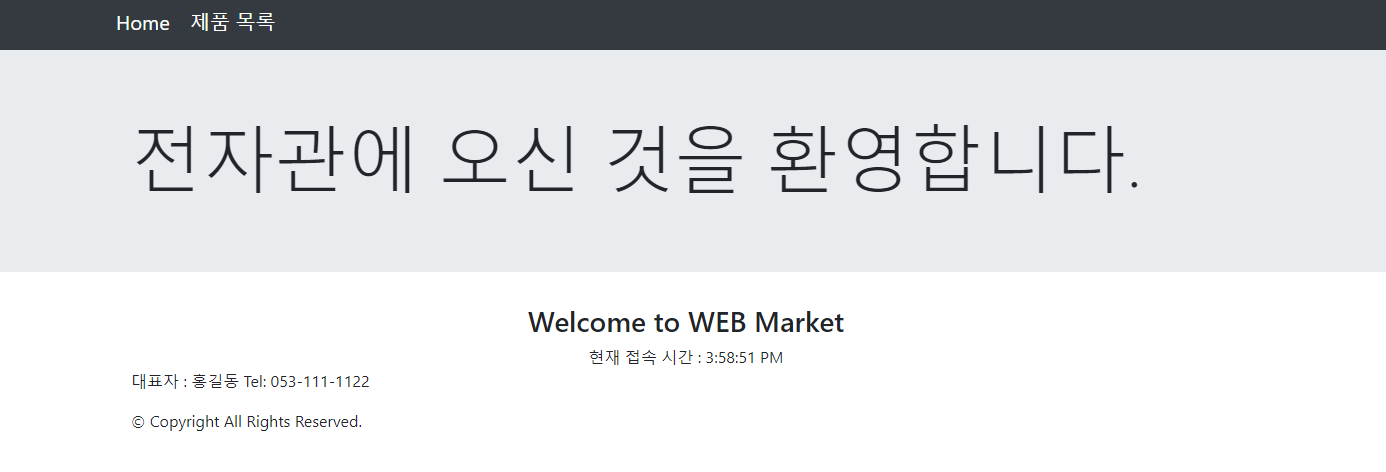 Home 제품 목록
전자관에 오신 것을 환영합니다.
Welcome to WEB Market
현재 접속 시간 : 3:58:51 PM
대표자 : 홍길동 Tel: 053-111-1122
© Copyright All Rights Reserved.